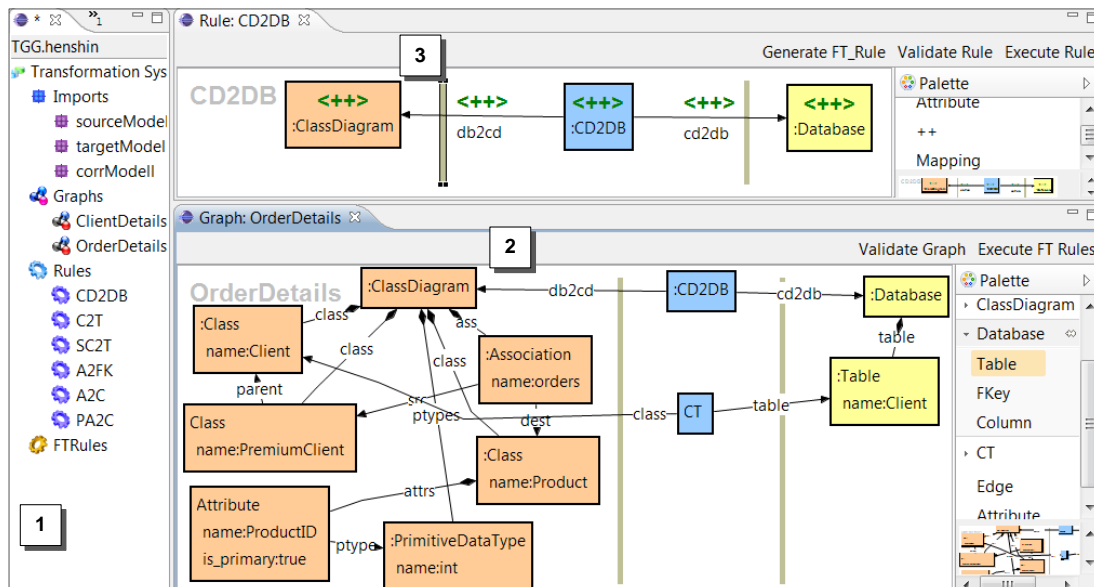 *
»1
TGG.henshin
Transformation Sys
Imports
sourceModel
targetModel
corrModell
Graphs
ClientDetails
OrderDetails
Rules
CD2DB
C2T
SC2T
A2FK
A2C
PA2C
FTRules
1
Rule: CD2DB
3
Generate FT_Rule Validate Rule Execute Rule
CD2DB
<++>
:ClassDiagram
<++>
db2cd
<++>
:CD2DB
<++>
cd2db
<++>
:Database
Palette
Attribute
++
Mapping
Graph: OrderDetails
2
Validate Graph Execute FT Rules
OrderDetails
:ClassDiagram
db2cd
:CD2DB
cd2db
:Database
:Class
name:Client
class
class
ass
class
table
:Association
name:orders
:Table
name:Client
parent
src
ptypes
class
CT
table
dest
Class
name:PremiumClient
:Class
name:Product
attrs
Attribute
name:ProductID
is_primary:true
ptype
:PrimitiveDataType
name:int
Palette
ClassDiagram
Database
Table
FKey
Column
CT
Edge
Attribute